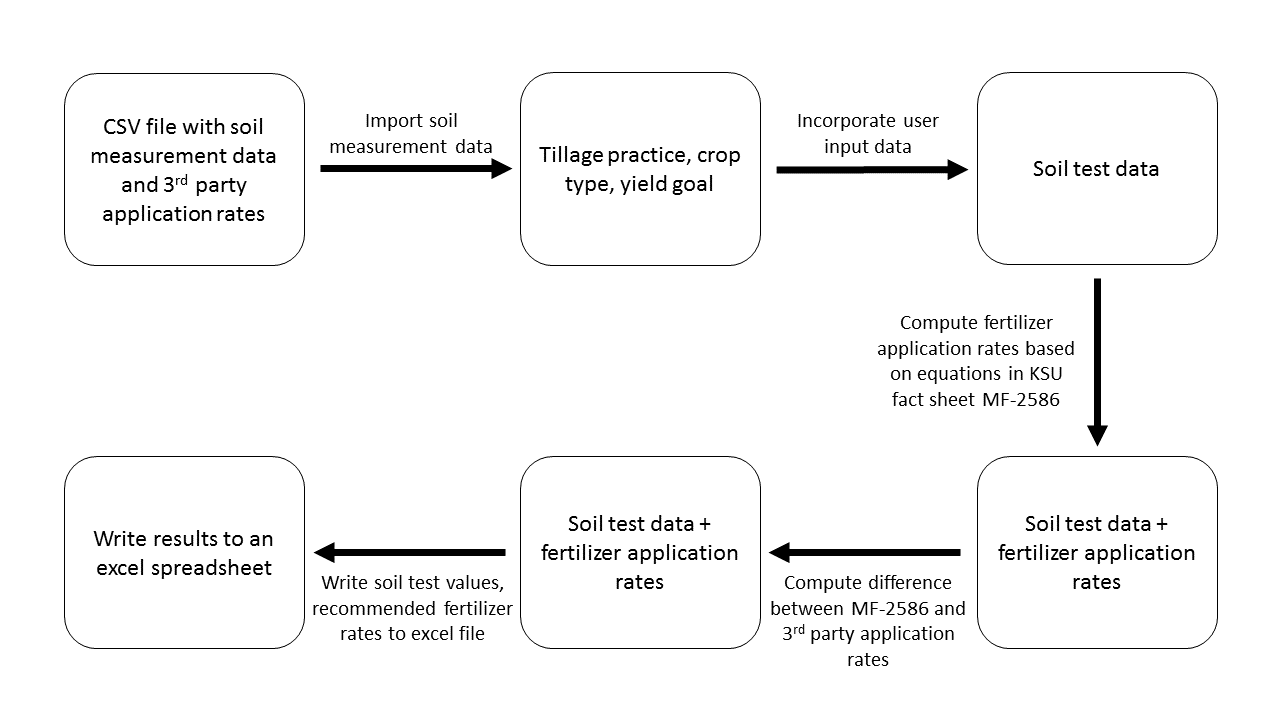 CSV file with soil
measurement data
and 3rd party
application rates
Import soil
measurement data
Tillage practice, crop
type, yield goal
Incorporate user
input data
Soil test data
Compute fertilizer
application rates based
on equations in KSU
fact sheet MF-2586
Soil test data +
fertilizer application
rates
Compute difference
between MF-2586 and
3rd party application
rates
Soil test data +
fertilizer application
rates
Write soil test values,
recommended fertilizer
rates to excel file
Write results to an
excel spreadsheet